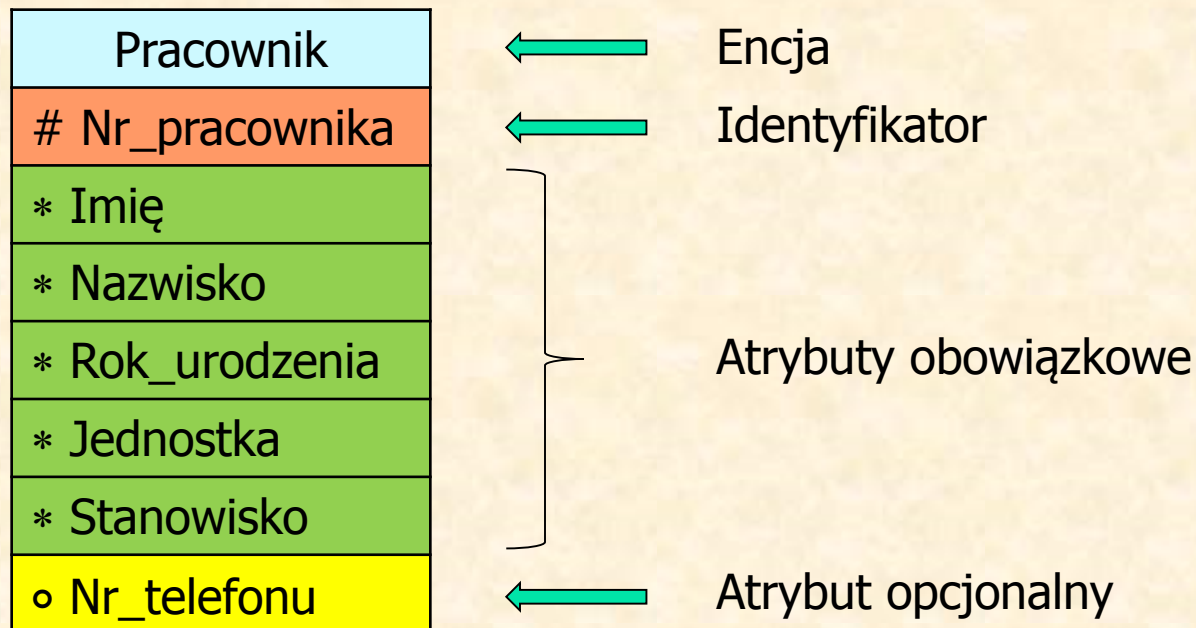 Pracownik
Encja
# Nr_pracownika
Identyfikator
* Imię
* Nazwisko
* Rok_urodzenia
Atrybuty obowiązkowe
* Jednostka
* Stanowisko
∘ Nr_telefonu
Atrybut opcjonalny